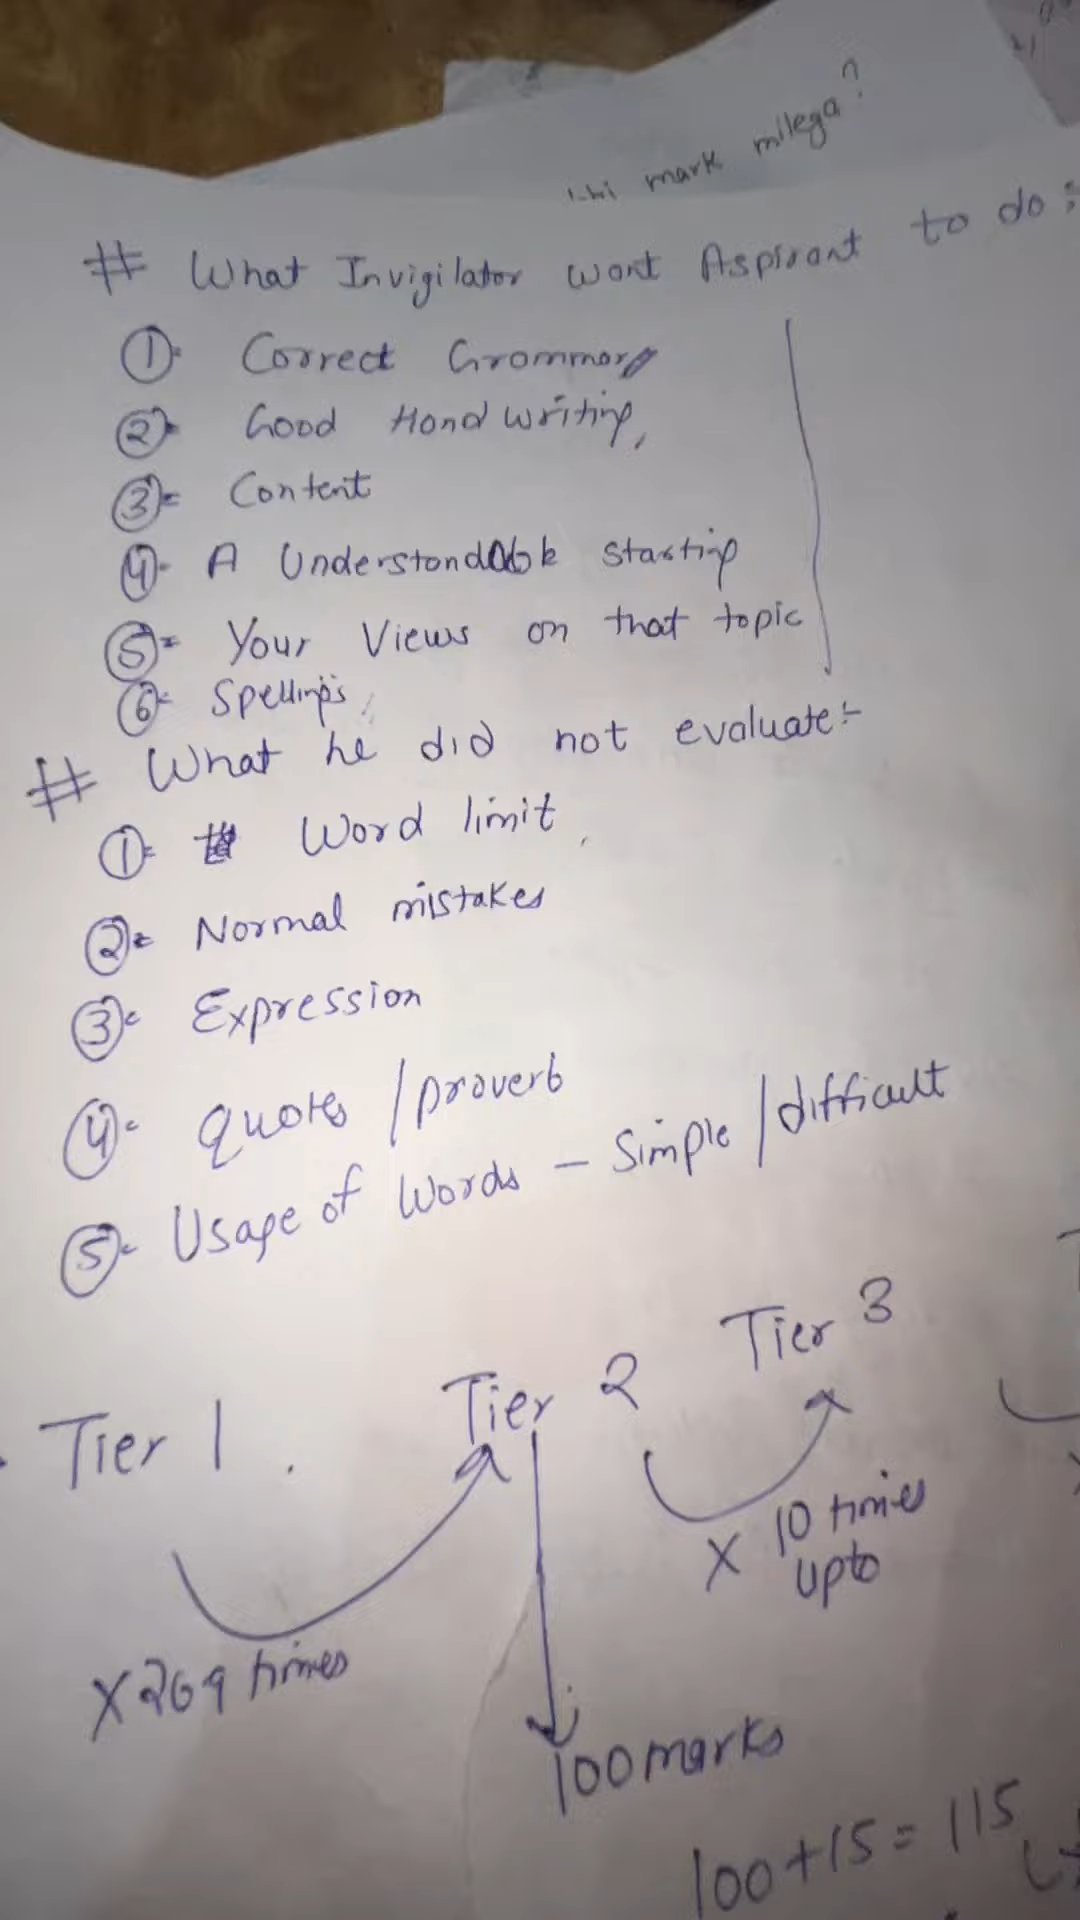 mark milega?
# What Invigilator want Aspirant to do :
① Correct Grammar
② Good Hand writing,
③ Content
④ A Understandable starting
⑤ Your Views on that topic
⑥ Spellings
# What he did not evaluate :-
① Word limit
② Normal mistakes
③ Expression
④ quotes / proverb
⑤ Usage of Words - Simple / difficult
Tier 1 Tier 2 Tier 3
X 10 times
upto
X 269 times
100 marks
100 + 15 = 115